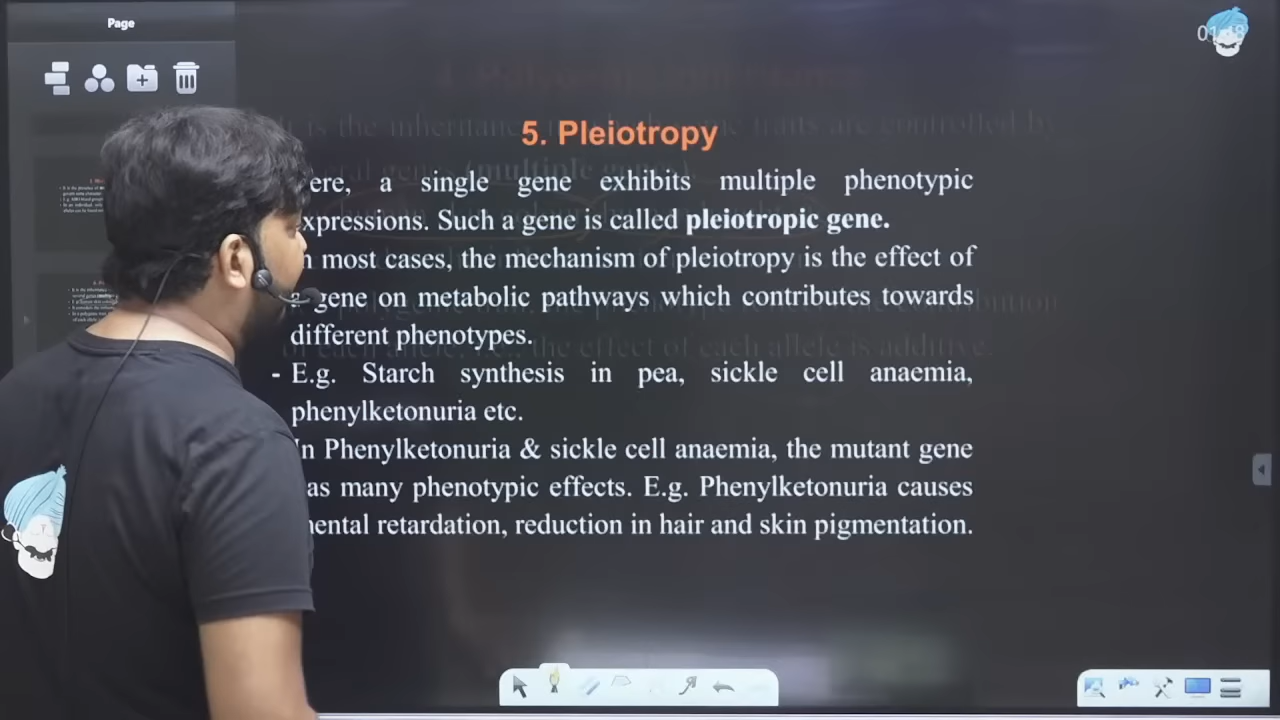 Page
5. Pleiotropy
ere, a single gene exhibits multiple phenotypic
xpressions. Such a gene is called pleiotropic gene.
n most cases, the mechanism of pleiotropy is the effect of
gene on metabolic pathways which contributes towards
different phenotypes.
- E.g. Starch synthesis in pea, sickle cell anaemia,
phenylketonuria etc.
In Phenylketonuria & sickle cell anaemia, the mutant gene
as many phenotypic effects. E.g. Phenylketonuria causes
ental retardation, reduction in hair and skin pigmentation.